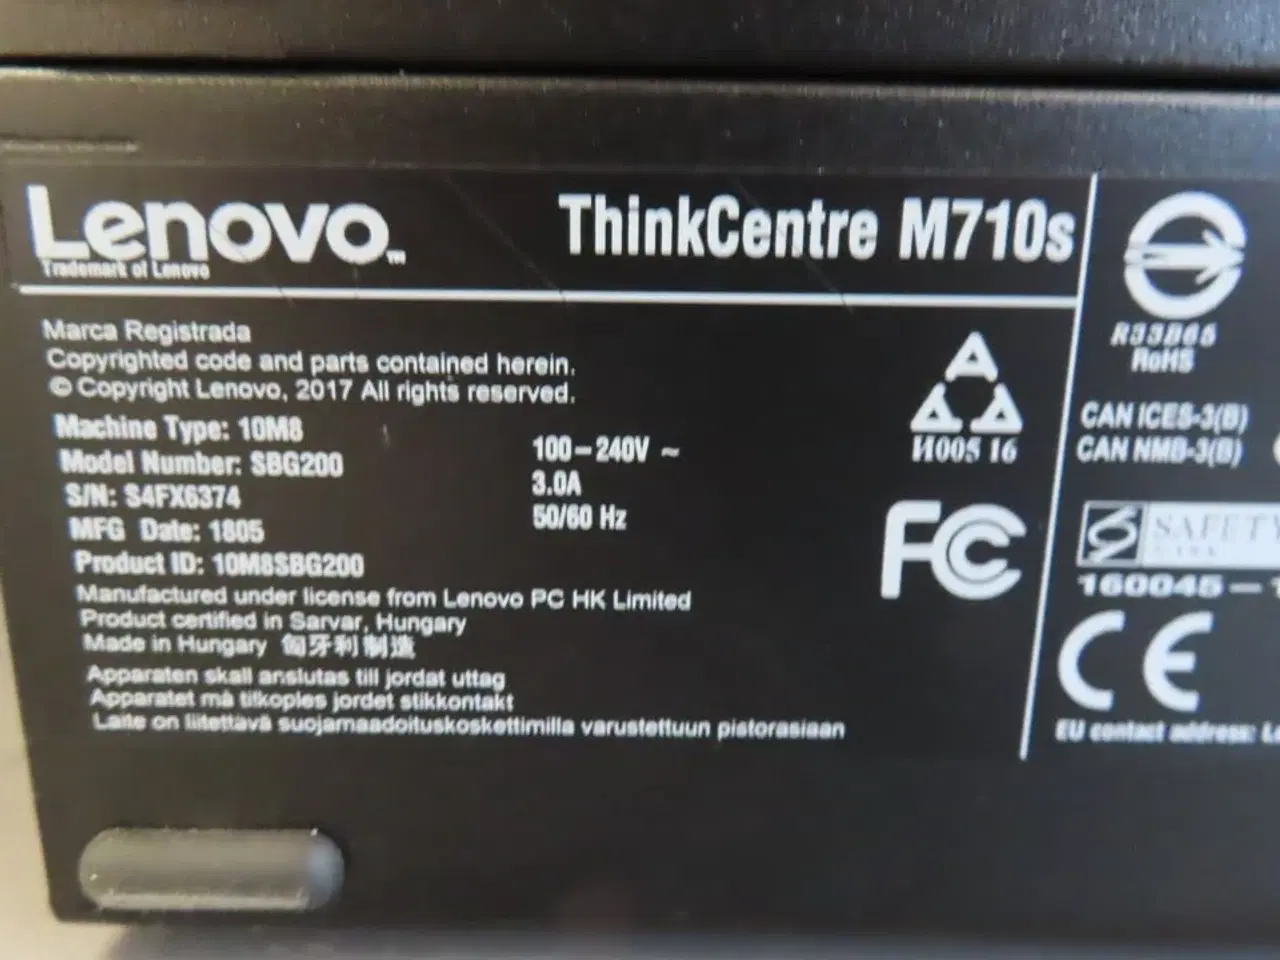 Lenovo™
Trademark of Lenovo
ThinkCentre M710s
Marca Registrada
Copyrighted code and parts contained herein.
© Copyright Lenovo, 2017 All rights reserved.
Machine Type: 10M8
Model Number: SBG200
S/N: S4FX6374
MFG Date: 1805
Product ID: 10M8SBG200
100-240V ~
3.0A
50/60 Hz
Manufactured under license from Lenovo PC HK Limited
Product certified in Sarvar, Hungary
Made in Hungary 匈牙利制造
Apparaten skall anslutas till jordat uttag
Apparatet må tilkoples jordet stikkontakt
Laite on liitettävä suojamaadoituskoskettimilla varustettuun pistorasiaan
И005 16
FC
R33B65
RoHS
CAN ICES-3(B)
CAN NMB-3(B)
SAFETY
160045-
CE
EU contact address: